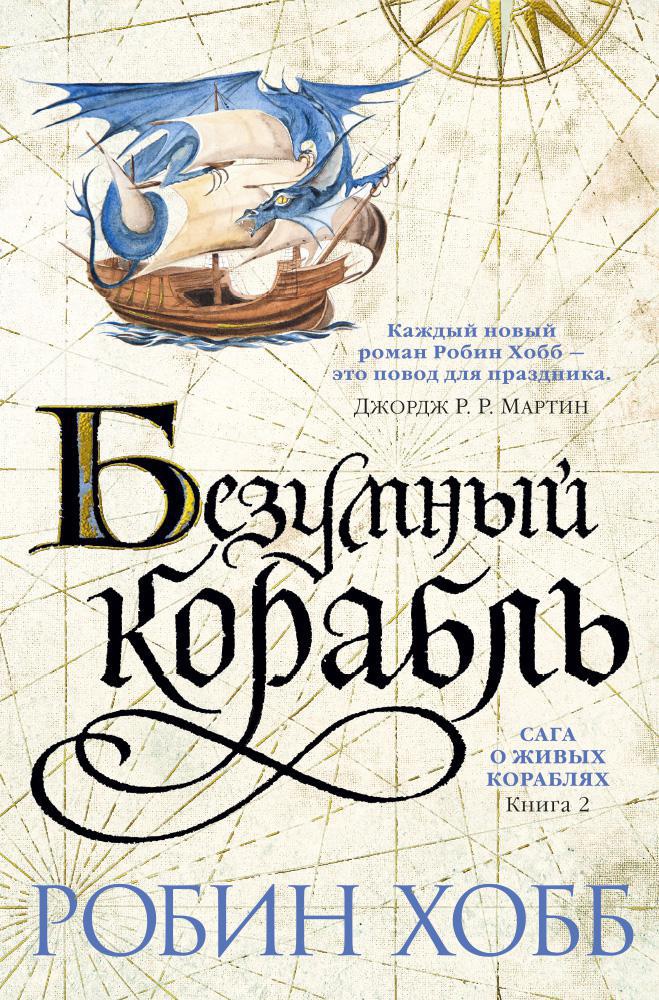 Каждый новый
роман Робин Хобб —
это повод для праздника.
Джордж Р. Р. Мартин
Безумный
корабль
САГА
О ЖИВЫХ
КОРАБЛЯХ
Книга 2
РОБИН ХОББ